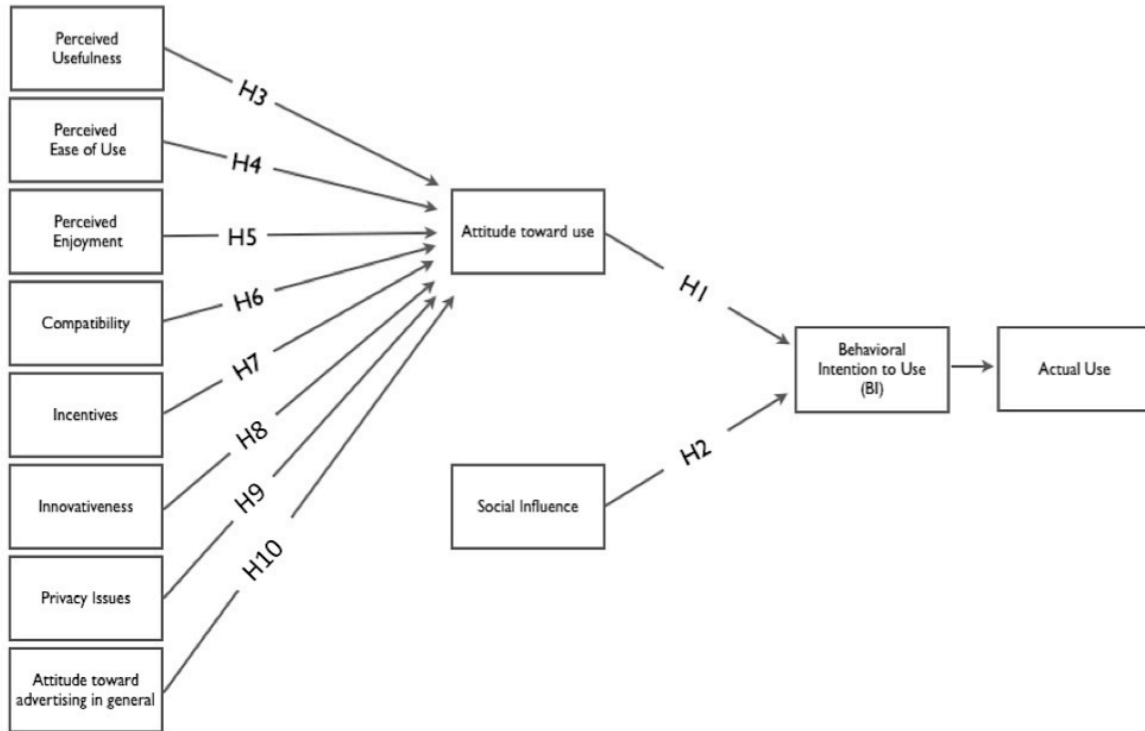 Perceived
Usefulness
H3
Perceived
Ease of Use
H4
Perceived
Enjoyment
H5
Compatibility
H6
Incentives
H7
Innovativeness
H8
Privacy Issues
H9
Attitude toward
advertising in general
H10
Attitude toward use
H1
Social Influence
H2
Behavioral
Intention to Use
(BI)
Actual Use